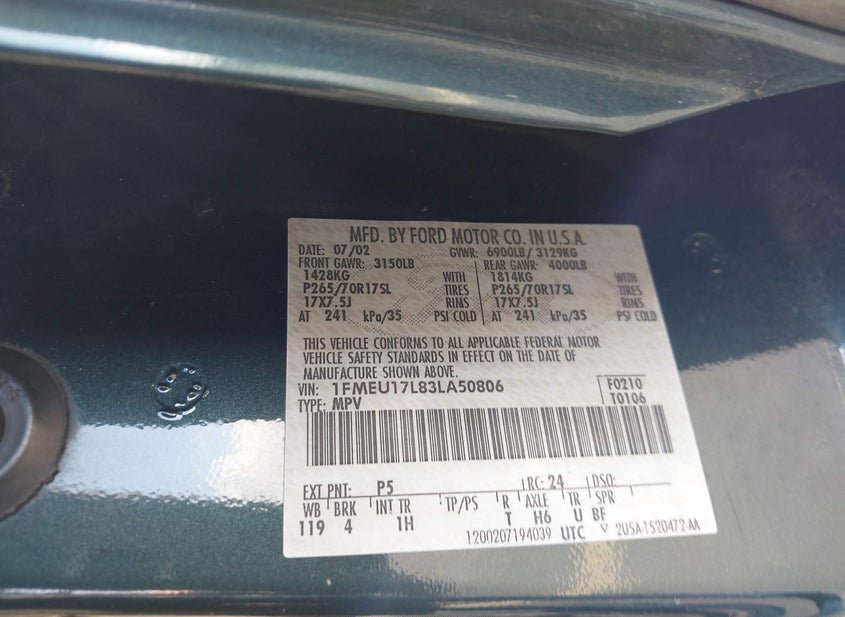 MFD. BY FORD MOTOR CO. IN U.S.A.
DATE: 07/02 GVWR: 6900LB/ 3129KG
FRONT GAWR: 3150LB REAR GAWR: 4000LB
1428KG WITH 1814KG WITH
P265/70R17SL TIRES P265/70R17SL TIRES
17X7.5J RIMS 17X7.5J RIMS
AT 241 kPa/35 PSI COLD AT 241 kPa/35 PSI COLD
THIS VEHICLE CONFORMS TO ALL APPLICABLE FEDERAL MOTOR
VEHICLE SAFETY STANDARDS IN EFFECT ON THE DATE OF
MANUFACTURE SHOWN ABOVE.
VIN: 1FMEU17L83LA50806 F0210
TYPE: MPV T0106
EXT PNT: P5 RC: 24 DSO:
WB BRK INT TR TP/PS R AXLE TR SPR
119 4 1H T H6 U BF
1200207194039 UTC V 2U5A-1520472-AA